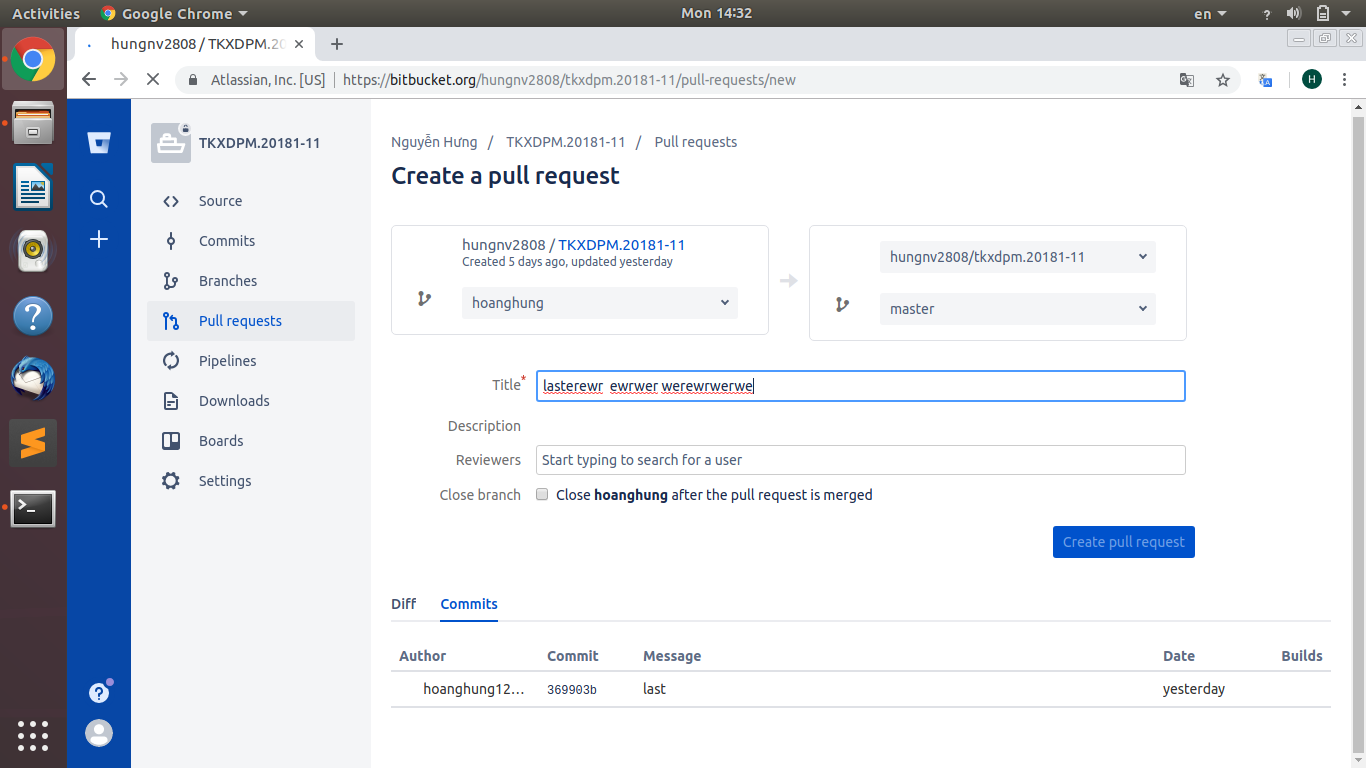 Activities Google Chrome Mon 14:32 en ?
hungnv2808 / TKXDPM.20
Atlassian, Inc. [US] https://bitbucket.org/hungnv2808/tkxdpm.20181-11/pull-requests/new H
TKXDPM.20181-11
Source
Commits
Branches
Pull requests
Pipelines
Downloads
Boards
Settings
Nguyễn Hưng / TKXDPM.20181-11 / Pull requests
Create a pull request
hungnv2808 / TKXDPM.20181-11
Created 5 days ago, updated yesterday
hoanghung
hungnv2808/tkxdpm.20181-11
master
Title* lasterewr ewrwer werewrwerwe
Description
Reviewers Start typing to search for a user
Close branch Close hoanghung after the pull request is merged
Create pull request
Diff Commits
Author Commit Message Date Builds
hoanghung12... 369903b last yesterday